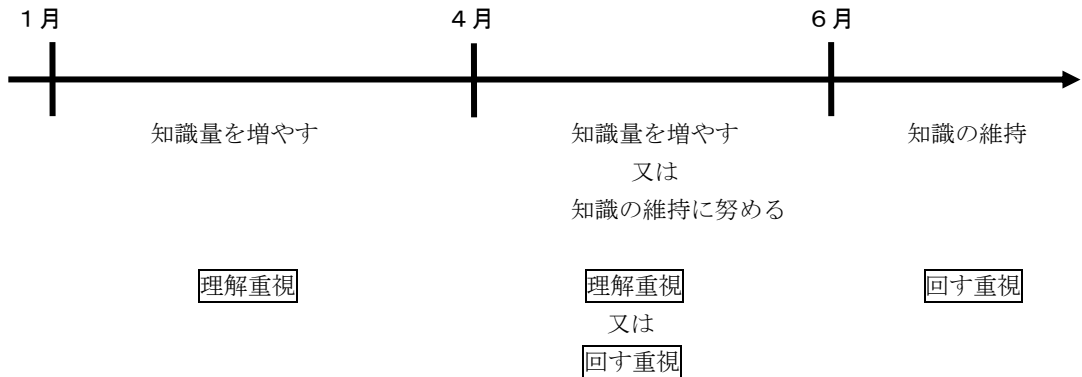 1月 4月 6月
知識量を増やす 知識量を増やす 知識の維持
又は
知識の維持に努める
理解重視 理解重視 回す重視
又は
回す重視